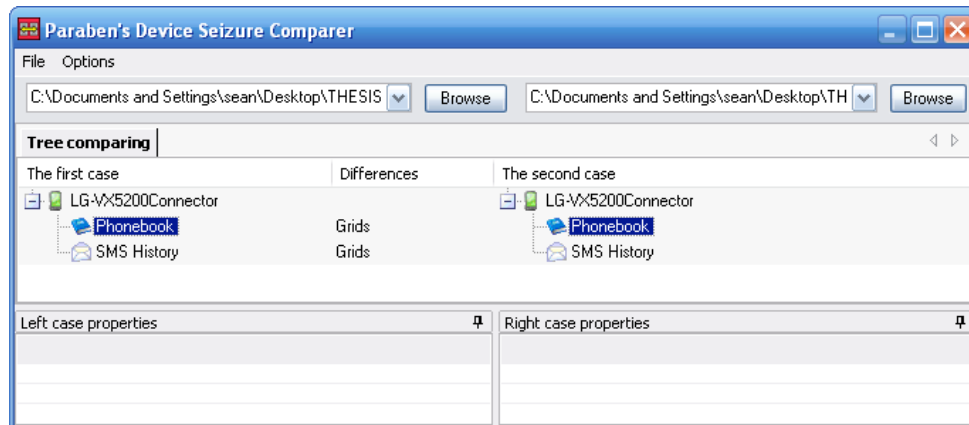 Paraben's Device Seizure Comparer
File Options
C:\Documents and Settings\sean\Desktop\THESIS Browse C:\Documents and Settings\sean\Desktop\TH Browse
Tree comparing
The first case Differences The second case
LG-VX5200Connector LG-VX5200Connector
Phonebook Grids Phonebook
SMS History Grids SMS History
Left case properties Right case properties